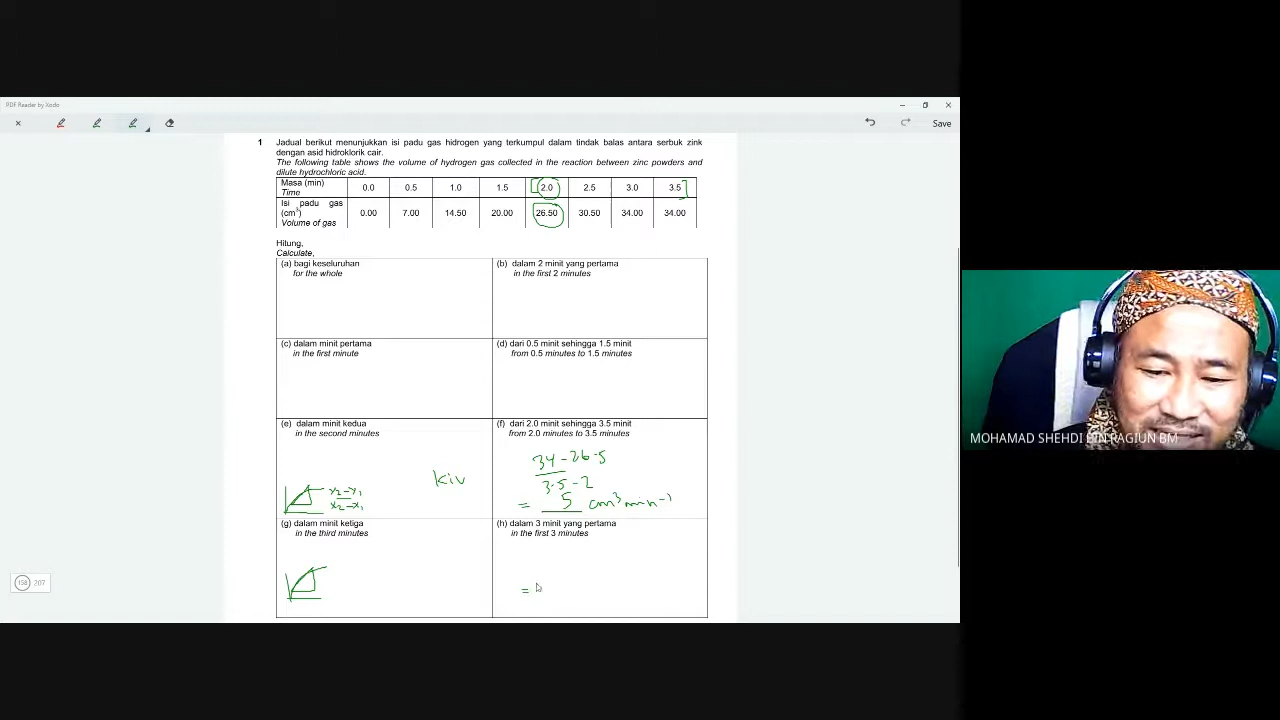 PDF Reader by Xodo
Save
1 Jadual berikut menunjukkan isi padu gas hidrogen yang terkumpul dalam tindak balas antara serbuk zink
dengan asid hidroklorik cair.
The following table shows the volume of hydrogen gas collected in the reaction between zinc powders and
dilute hydrochloric acid.
Masa (min)
Time
0.0 0.5 1.0 1.5 2.0 2.5 3.0 3.5
Isi padu gas
(cm³)
Volume of gas
0.00 7.00 14.50 20.00 26.50 30.50 34.00 34.00
Hitung,
Calculate,
(a) bagi keseluruhan
for the whole
(b) dalam 2 minit yang pertama
in the first 2 minutes
(c) dalam minit pertama
in the first minute
(d) dari 0.5 minit sehingga 1.5 minit
from 0.5 minutes to 1.5 minutes
(e) dalam minit kedua
in the second minutes
kiv
y₂-y₁
x₂-x₁
(f) dari 2.0 minit sehingga 3.5 minit
from 2.0 minutes to 3.5 minutes
34-26.5
3.5-2
= 5 cm³ min⁻¹
(g) dalam minit ketiga
in the third minutes
(h) dalam 3 minit yang pertama
in the first 3 minutes
=
158 207
MOHAMAD SHEHDI BIN RAGIUN BM